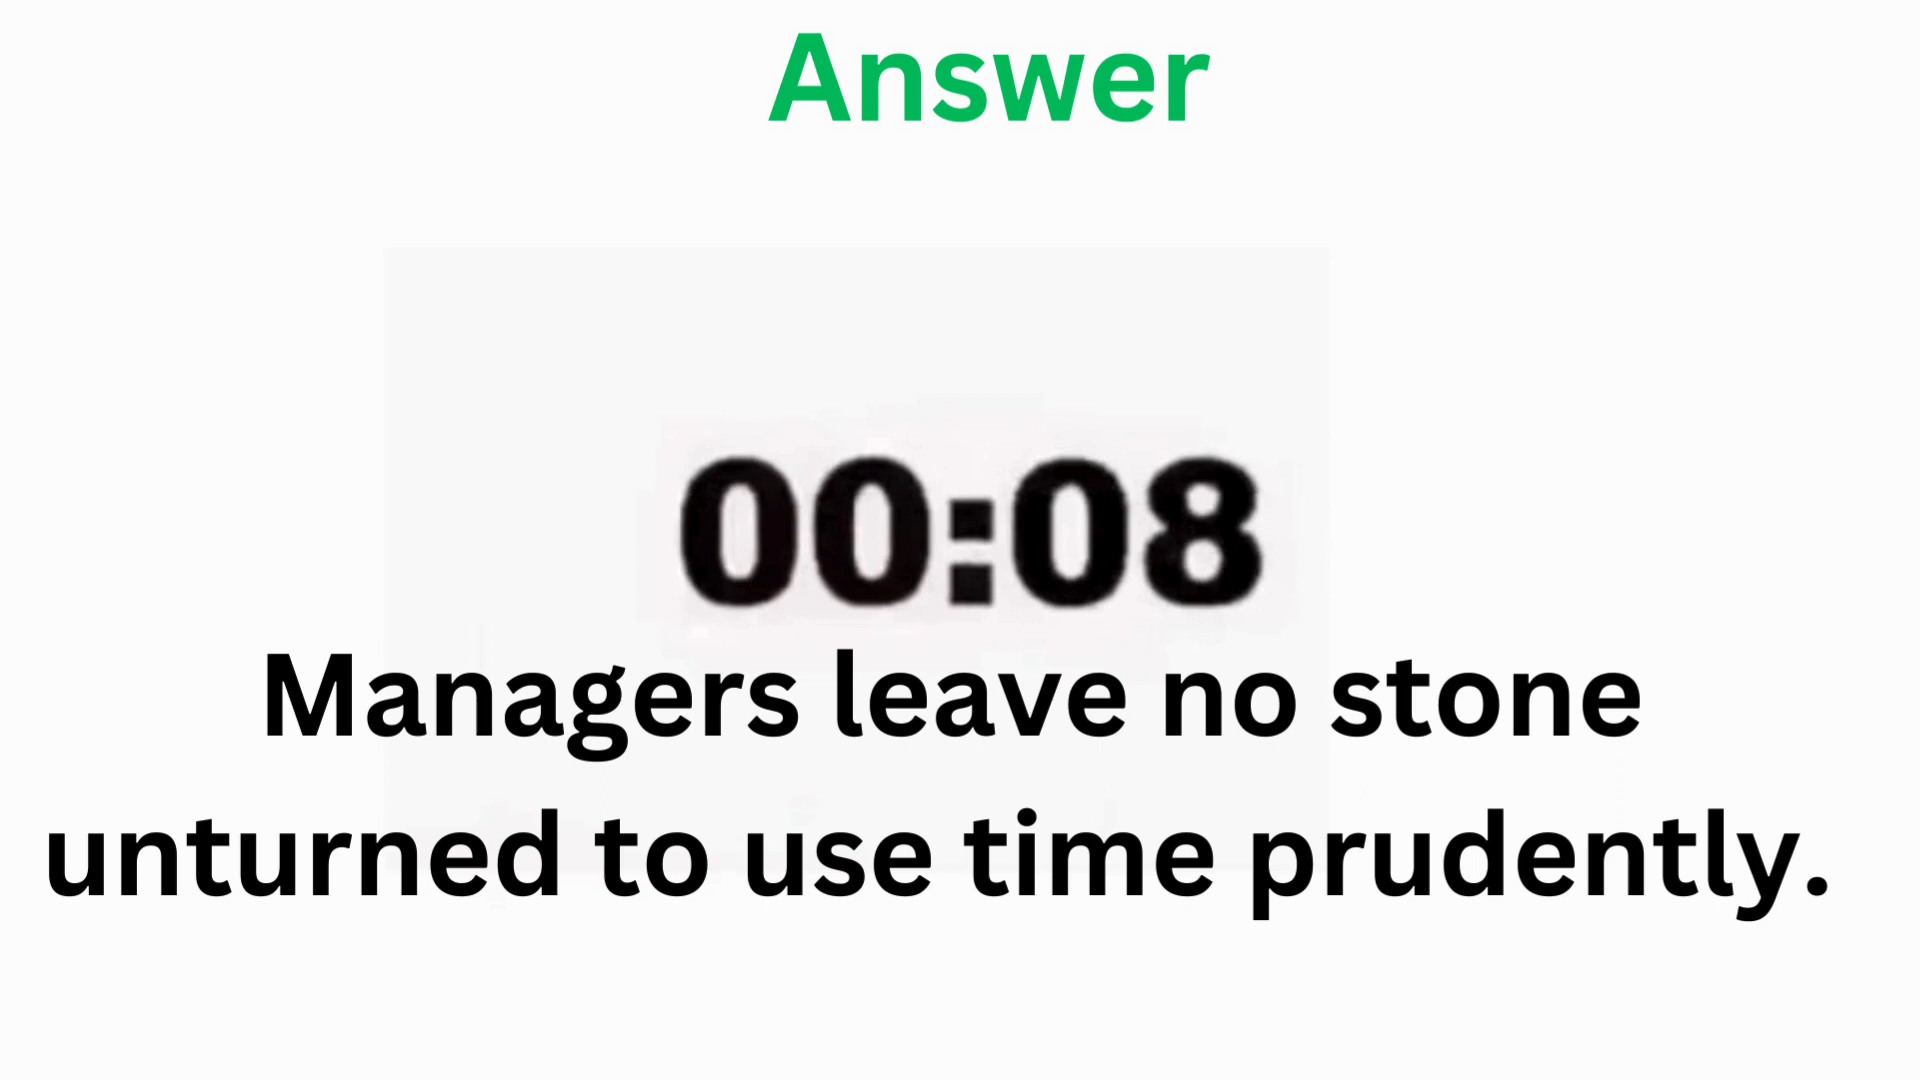 Answer
00:08
Managers leave no stone
unturned to use time prudently.